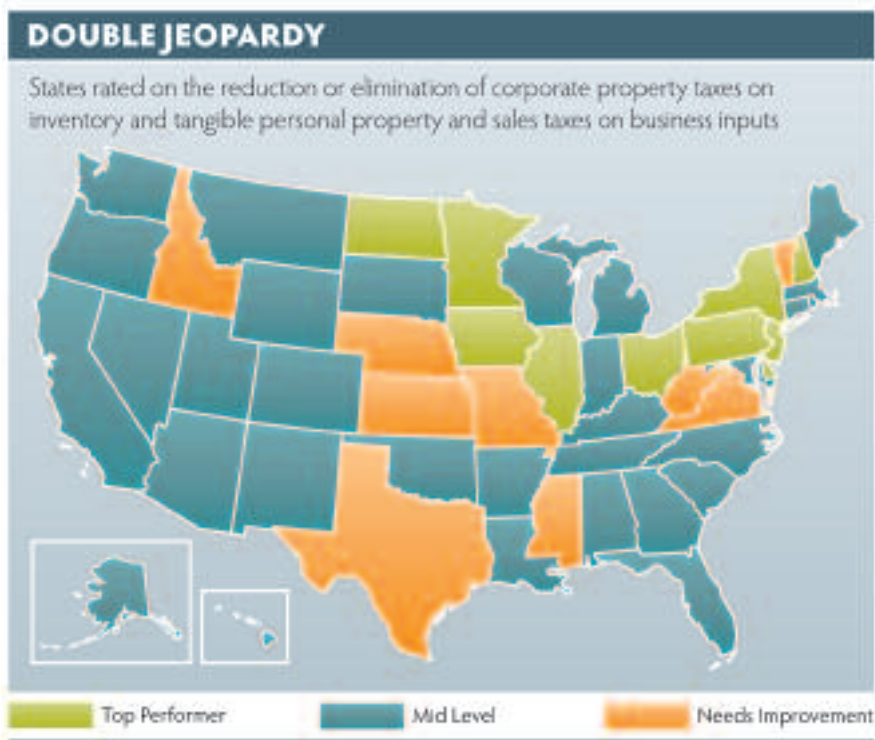 DOUBLE JEOPARDY
States rated on the reduction or elimination of corporate property taxes on
inventory and tangible personal property and sales taxes on business inputs
Top Performer
Mid Level
Needs Improvement